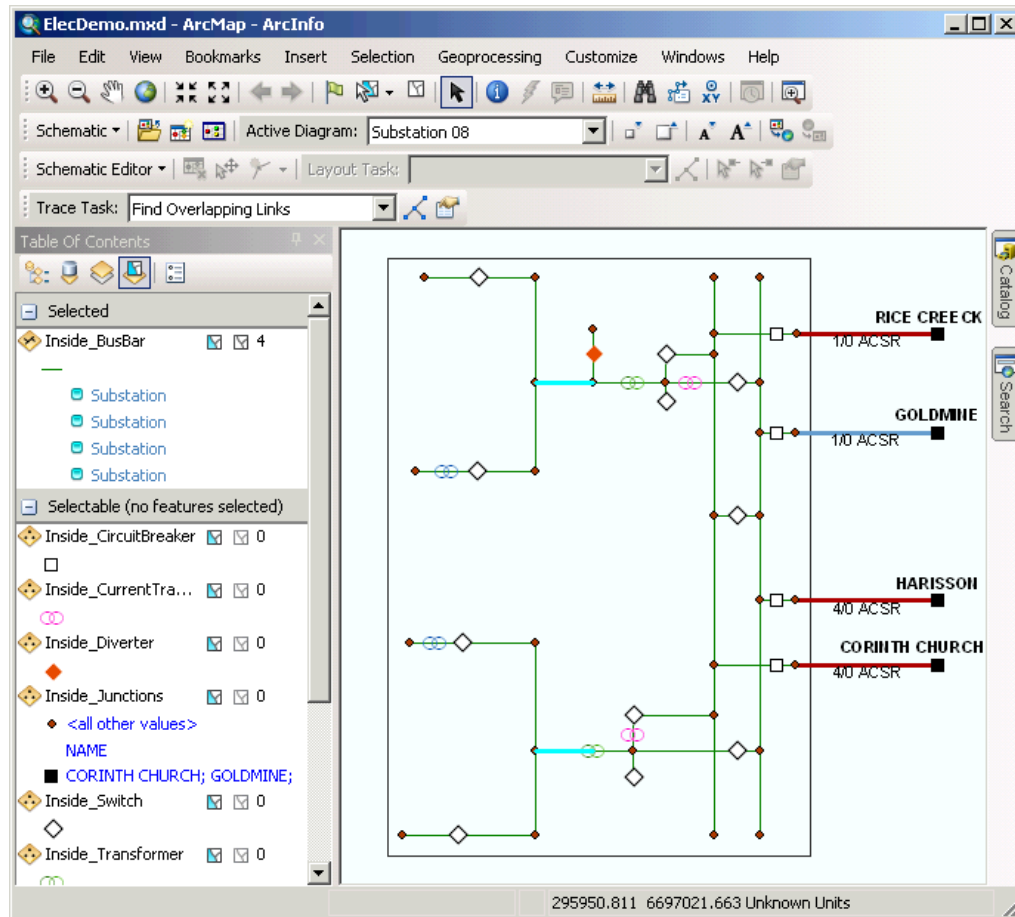 ElecDemo.mxd - ArcMap - ArcInfo
File Edit View Bookmarks Insert Selection Geoprocessing Customize Windows Help
Schematic Active Diagram: Substation 08
Schematic Editor Layout Task:
Trace Task: Find Overlapping Links
Table Of Contents
Selected
Inside_BusBar 4
Substation
Substation
Substation
Substation
Selectable (no features selected)
Inside_CircuitBreaker 0
Inside_CurrentTra... 0
Inside_Diverter 0
Inside_Junctions 0
<all other values>
NAME
CORINTH CHURCH; GOLDMINE;
Inside_Switch 0
Inside_Transformer 0
RICE CREECK
1/0 ACSR
GOLDMINE
1/0 ACSR
HARISSON
4/0 ACSR
CORINTH CHURCH
4/0 ACSR
Catalog
Search
295950.811 6697021.663 Unknown Units